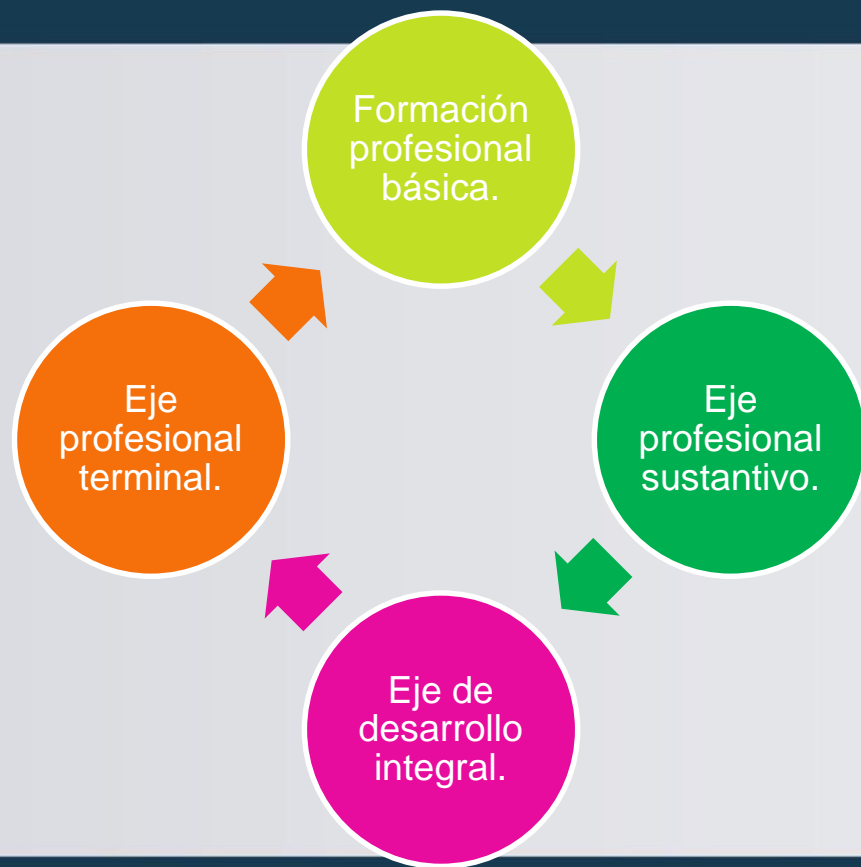 Formación
profesional
básica.
Eje
profesional
sustantivo.
Eje de
desarrollo
integral.
Eje
profesional
terminal.